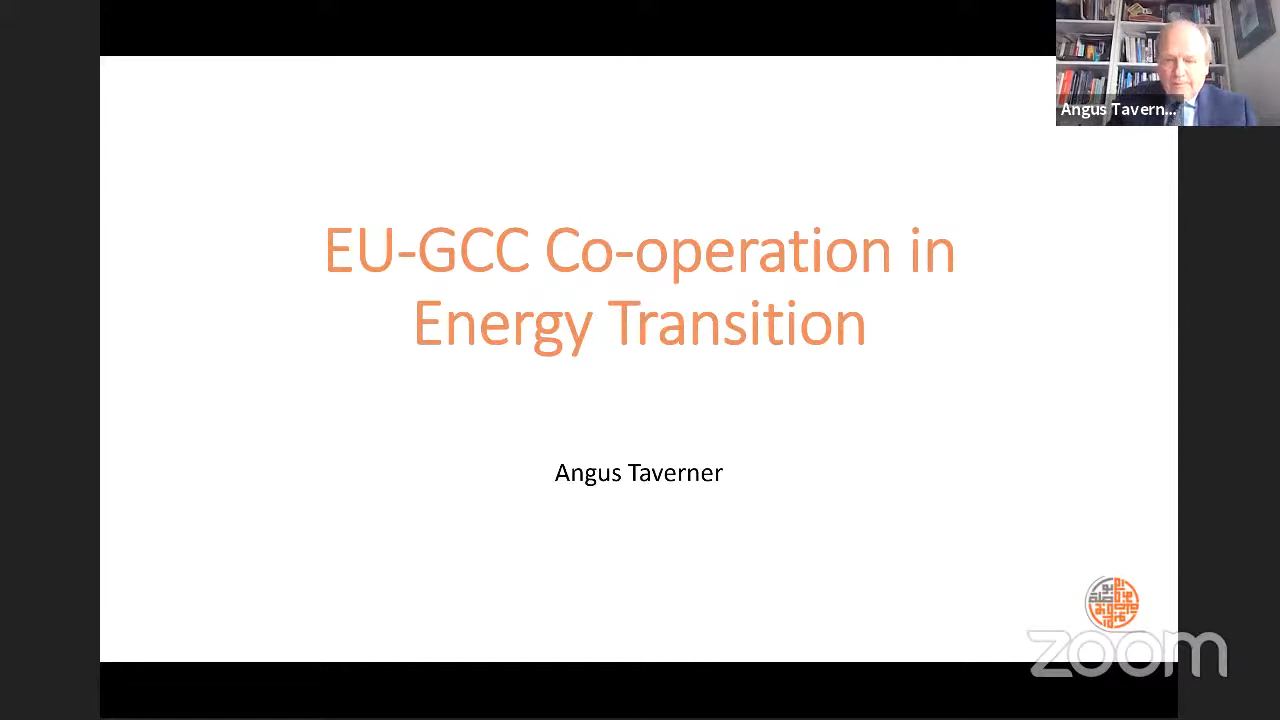 Angus Tavern...
EU-GCC Co-operation in
Energy Transition
Angus Taverner
zoom